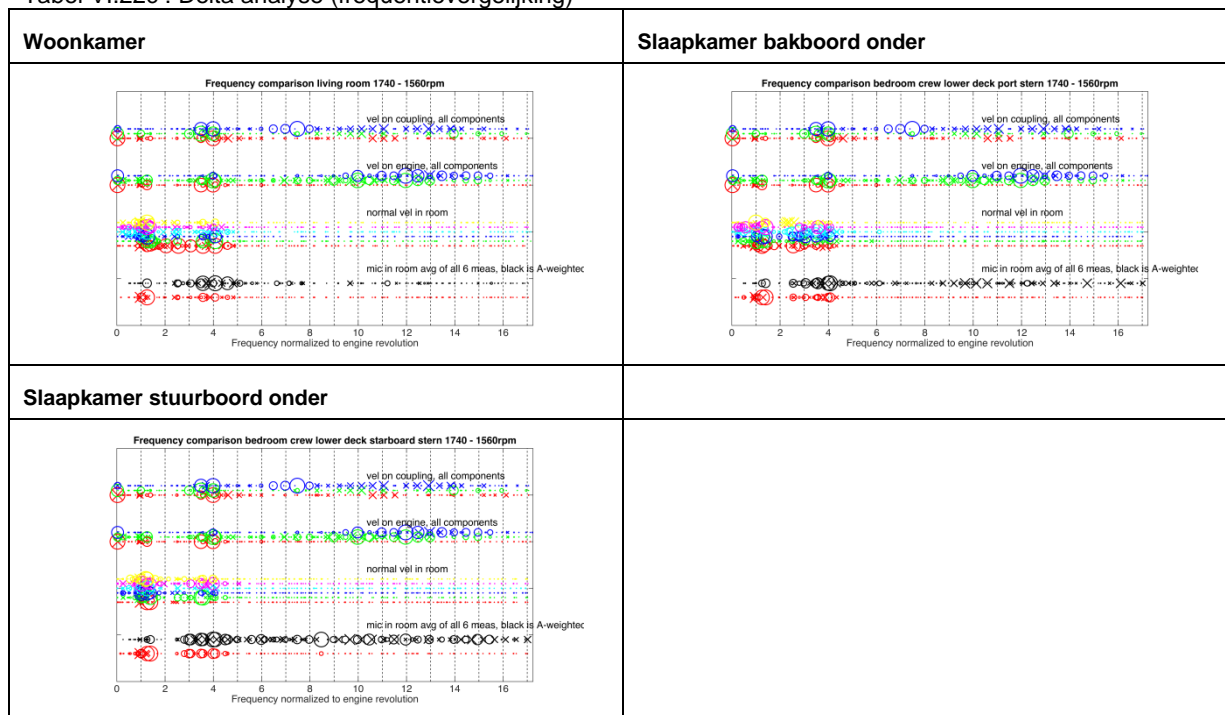 Tabel VI.229 : Delta analyse (frequentievergelijking)
Woonkamer
Slaapkamer bakboord onder
Frequency comparison living room 1740 - 1560rpm
vel on coupling, all components
vel on engine, all components
normal vel in room
mic in room avg of all 6 meas, black is A-weighted
0 2 4 6 8 10 12 14 16
Frequency normalized to engine revolution
Frequency comparison bedroom crew lower deck port stern 1740 - 1560rpm
vel on coupling, all components
vel on engine, all components
normal vel in room
mic in room avg of all 6 meas, black is A-weighted
0 2 4 6 8 10 12 14 16
Frequency normalized to engine revolution
Slaapkamer stuurboord onder
Frequency comparison bedroom crew lower deck starboard stern 1740 - 1560rpm
vel on coupling, all components
vel on engine, all components
normal vel in room
mic in room avg of all 6 meas, black is A-weighted
0 2 4 6 8 10 12 14 16
Frequency normalized to engine revolution